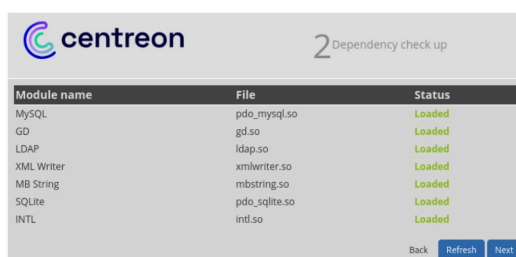 centreon
2 Dependency check up
Module name File Status
MySQL pdo_mysql.so Loaded
GD gd.so Loaded
LDAP ldap.so Loaded
XML Writer xmlwriter.so Loaded
MB String mbstring.so Loaded
SQLite pdo_sqlite.so Loaded
INTL intl.so Loaded
Back Refresh Next